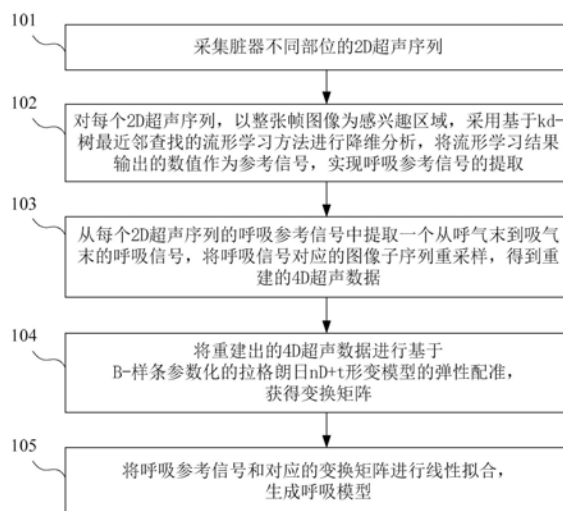 101
采集脏器不同部位的2D超声序列
102
对每个2D超声序列，以整张帧图像为感兴趣区域，采用基于kd-
树最近邻查找的流形学习方法进行降维分析，将流形学习结果
输出的数值作为参考信号，实现呼吸参考信号的提取
103
从每个2D超声序列的呼吸参考信号中提取一个从呼气末到吸气
末的呼吸信号，将呼吸信号对应的图像子序列重采样，得到重
建的4D超声数据
104
将重建出的4D超声数据进行基于
B-样条参数化的拉格朗日nD+t形变模型的弹性配准，
获得变换矩阵
105
将呼吸参考信号和对应的变换矩阵进行线性拟合，
生成呼吸模型